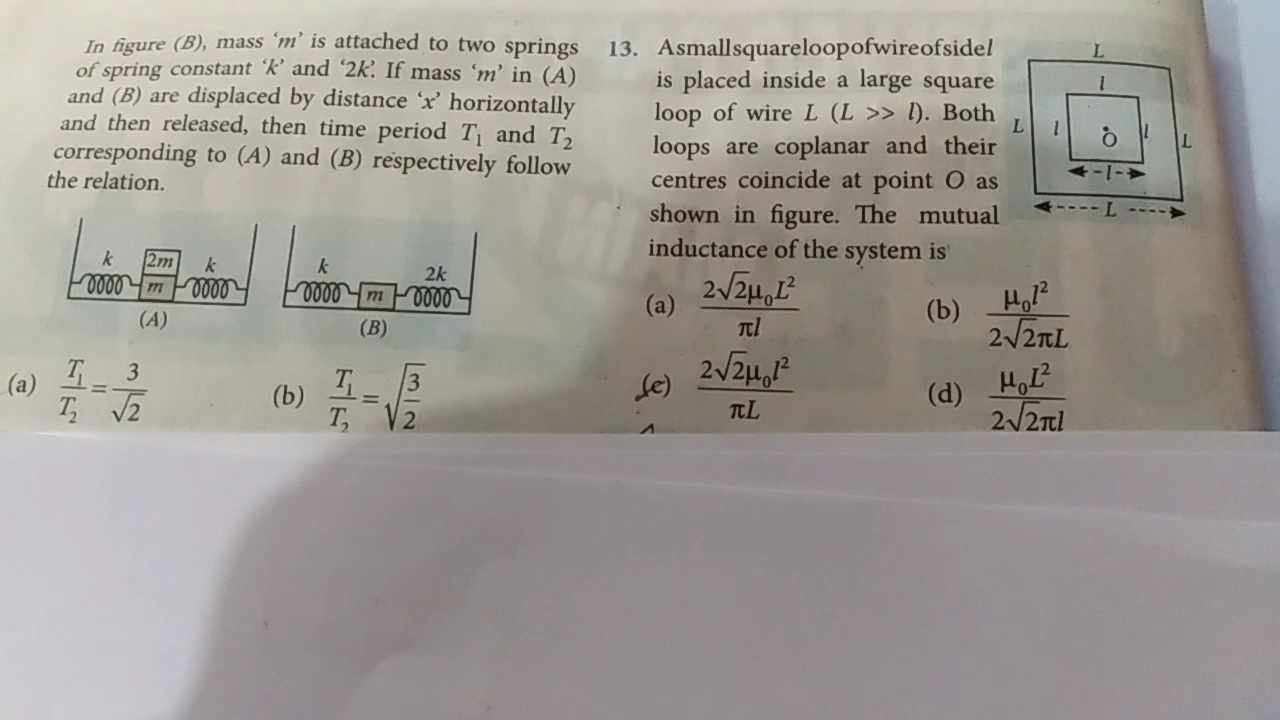 In figure (B), mass ‘m’ is attached to two springs
of spring constant ‘k’ and ‘2k’. If mass ‘m’ in (A)
and (B) are displaced by distance ‘x’ horizontally
and then released, then time period T₁ and T₂
corresponding to (A) and (B) respectively follow
the relation.
k 2m k
m
(A)
k 2k
m
(B)
(a) T₁/T₂ = 3/√2
(b) T₁/T₂ = √(3/2)
13. Asmallsquareloopofwireofsidel
is placed inside a large square
loop of wire L (L >> l). Both
loops are coplanar and their
centres coincide at point O as
shown in figure. The mutual
inductance of the system is
L
l
L l O l L
l
L
(a) 2√2μ₀L²/πl
(b) μ₀l²/2√2πL
(c) 2√2μ₀l²/πL
(d) μ₀L²/2√2πl